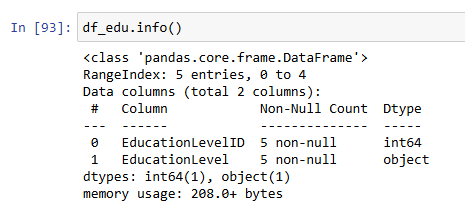 In [93]: df_edu.info()
<class 'pandas.core.frame.DataFrame'>
RangeIndex: 5 entries, 0 to 4
Data columns (total 2 columns):
 #   Column            Non-Null Count  Dtype
---  ------            --------------  -----
 0   EducationLevelID  5 non-null      int64
 1   EducationLevel    5 non-null      object
dtypes: int64(1), object(1)
memory usage: 208.0+ bytes